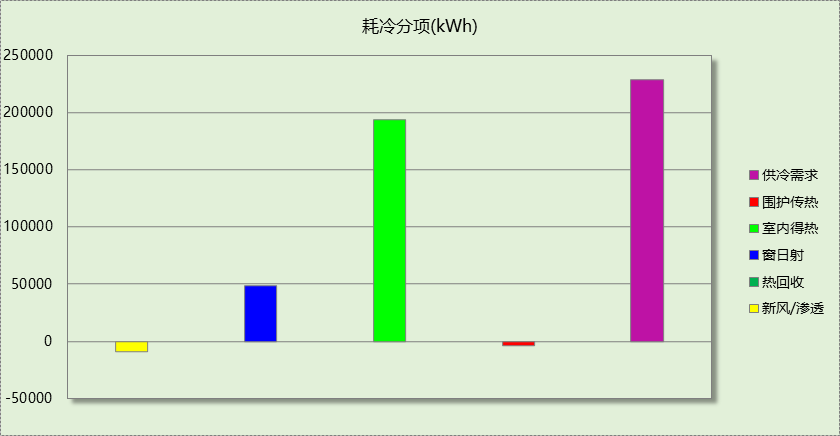 耗冷分项(kWh)
250000
200000
150000
100000
50000
0
-50000
供冷需求
围护传热
室内得热
窗日射
热回收
新风/渗透